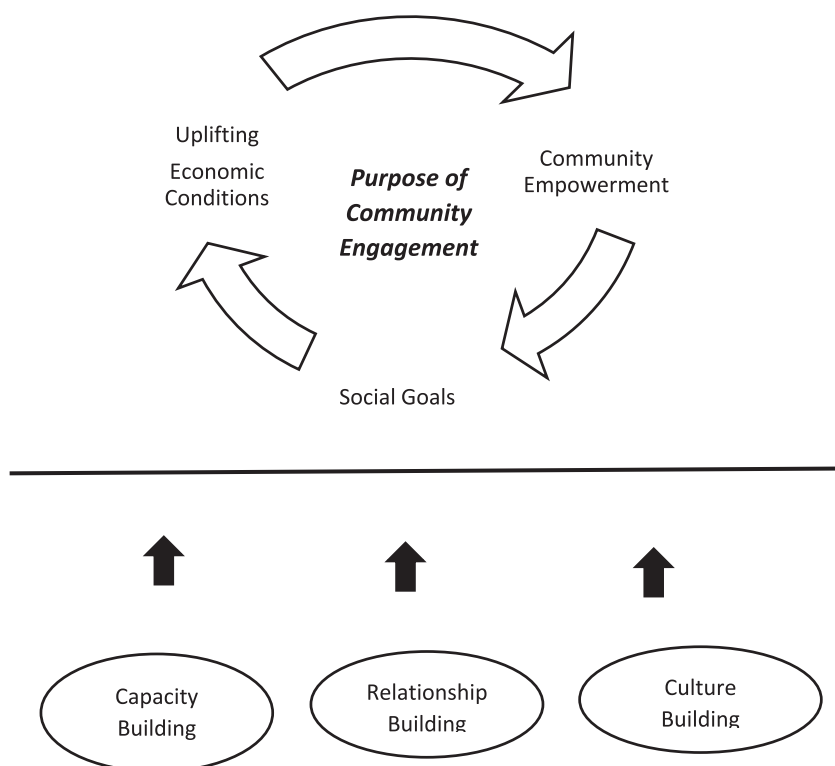 Uplifting
Economic
Conditions
Purpose of
Community
Engagement
Community
Empowerment
Social Goals
Capacity
Building
Relationship
Building
Culture
Building